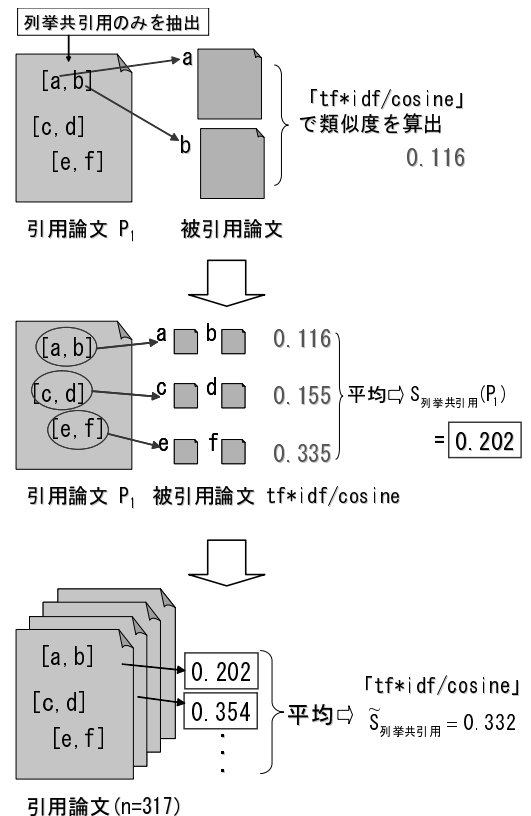 列挙共引用のみを抽出
[a,b]
[c,d]
[e,f]
a
b
「tf*idf/cosine」
で類似度を算出
0.116
引用論文 P1
被引用論文
[a,b]
[c,d]
[e,f]
a b 0.116
c d 0.155
e f 0.335
平均⇨ S列挙共引用(P1)
= 0.202
引用論文 P1 被引用論文 tf*idf/cosine
[a,b]
[c,d]
[e,f]
0.202
0.354
・
・
・
平均⇨
「tf*idf/cosine」
S̃列挙共引用 = 0.332
引用論文(n=317)